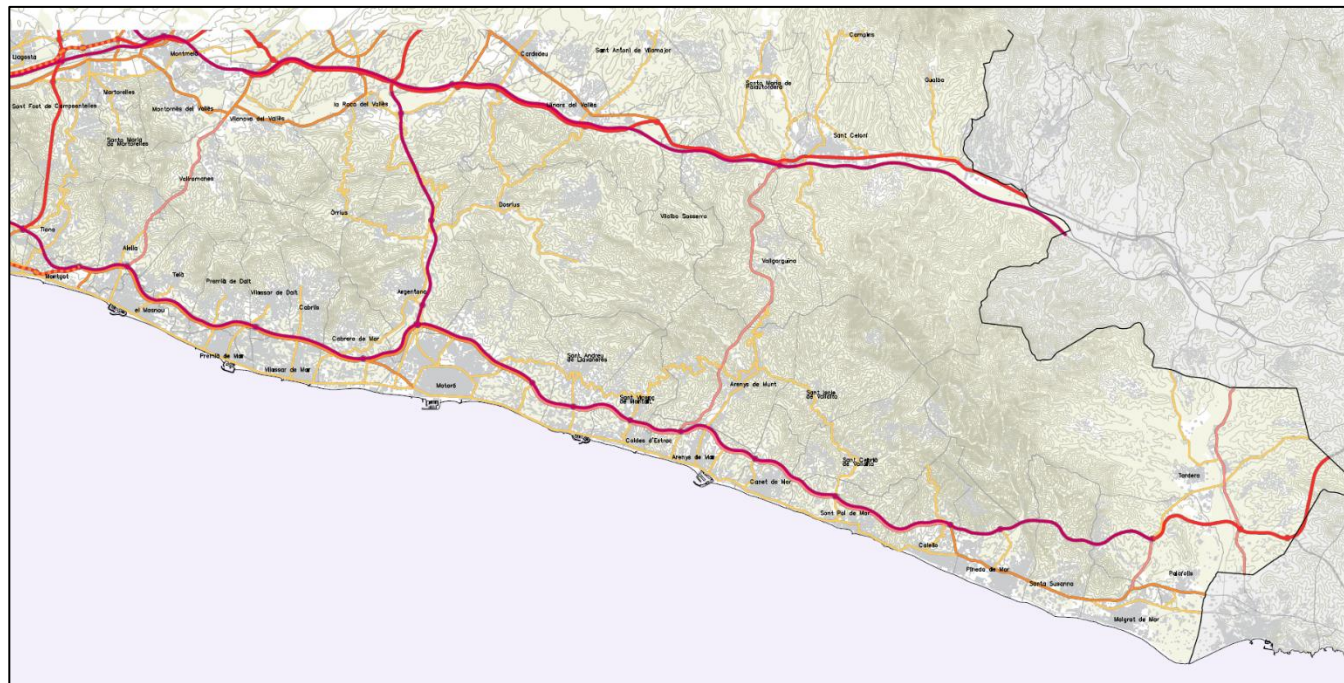 Llagosta
Montmeló
Cardedeu
Sant Antoni de Vilamajor
Campins
Gualba
Santa Maria de
Palautordera
Martorelles
Sant Fost de Campsentelles
Montornès del Vallès
la Roca del Vallès
Llinars del Vallès
Vilanova del Vallès
Sant Celoni
Santa Maria
de Martorelles
Vallromanes
Òrrius
Dosrius
Vilalba Sasserra
Tiana
Alella
Vallgorguina
Montgat
Teià
Premià de Dalt
Vilassar de Dalt
Argentona
el Masnou
Cabrils
Cabrera de Mar
Premià de Mar
Vilassar de Mar
Mataró
Sant Andreu
de Llavaneres
Arenys de Munt
Sant Iscle
de Vallalta
Sant Vicenç
de Montalt
Caldes d'Estrac
Arenys de Mar
Sant Cebrià
de Vallalta
Canet de Mar
Tordera
Sant Pol de Mar
Calella
Pineda de Mar
Palafolls
Santa Susanna
Malgrat de Mar